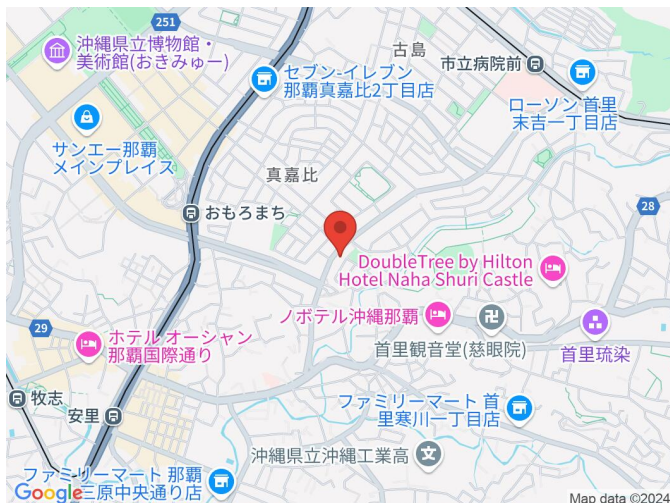 251
沖縄県立博物館・
美術館(おきみゅー)
古島
市立病院前
セブン-イレブン
那覇真嘉比2丁目店
ローソン 首里
末吉一丁目店
サンエー那覇
メインプレイス
真嘉比
おもろまち
28
DoubleTree by Hilton
Hotel Naha Shuri Castle
ノボテル沖縄那覇
29
ホテル オーシャン
那覇国際通り
首里観音堂(慈眼院)
首里琉染
牧志
安里
ファミリーマート 首
里寒川一丁目店
沖縄県立沖縄工業高
ファミリーマート 那覇
三原中央通り店
Google
Map data ©2024